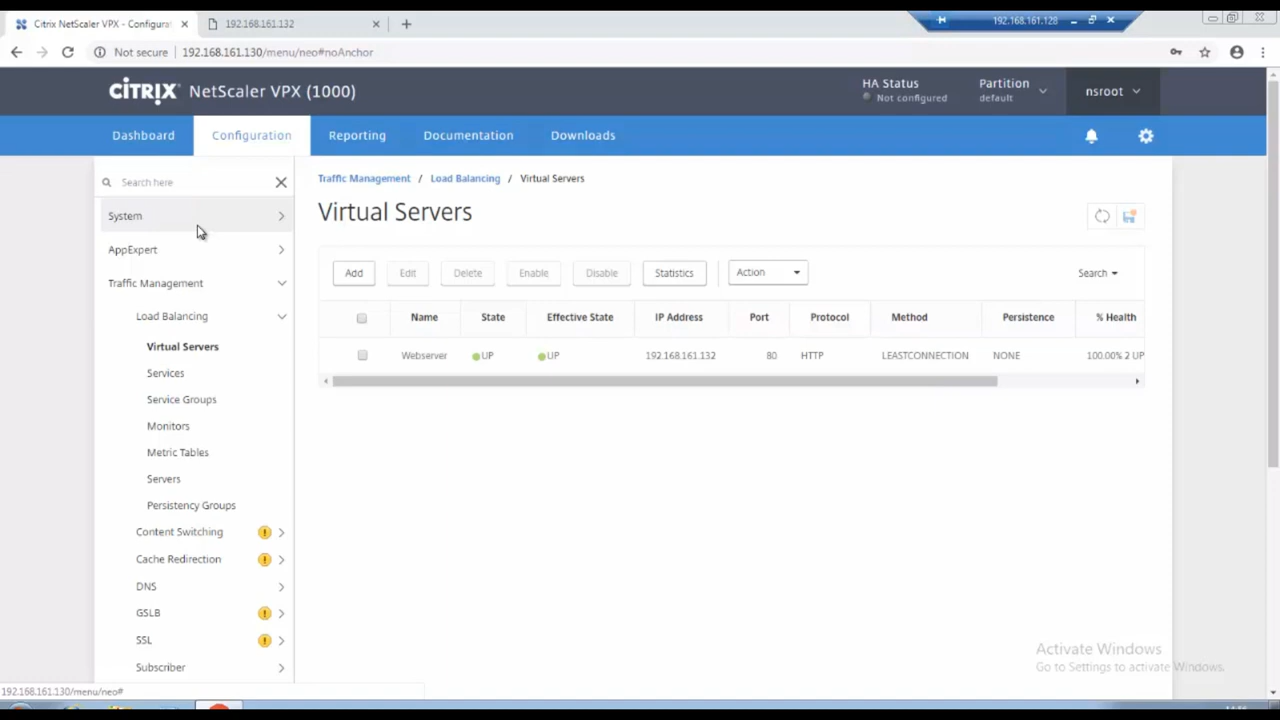 Citrix NetScaler VPX - Configura
192.168.161.132
192.168.161.128
Not secure
192.168.161.130/menu/neo#noAnchor
CITRIX NetScaler VPX (1000)
HA Status
Not configured
Partition
default
nsroot
Dashboard
Configuration
Reporting
Documentation
Downloads
Search here
System
AppExpert
Traffic Management
Load Balancing
Virtual Servers
Services
Service Groups
Monitors
Metric Tables
Servers
Persistency Groups
Content Switching
Cache Redirection
DNS
GSLB
SSL
Subscriber
Traffic Management / Load Balancing / Virtual Servers
Virtual Servers
Add Edit Delete Enable Disable Statistics Action Search
Name State Effective State IP Address Port Protocol Method Persistence % Health
Webserver UP UP 192.168.161.132 80 HTTP LEASTCONNECTION NONE 100.00% 2 UP
Activate Windows
Go to Settings to activate Windows.
192.168.161.130/menu/neo#